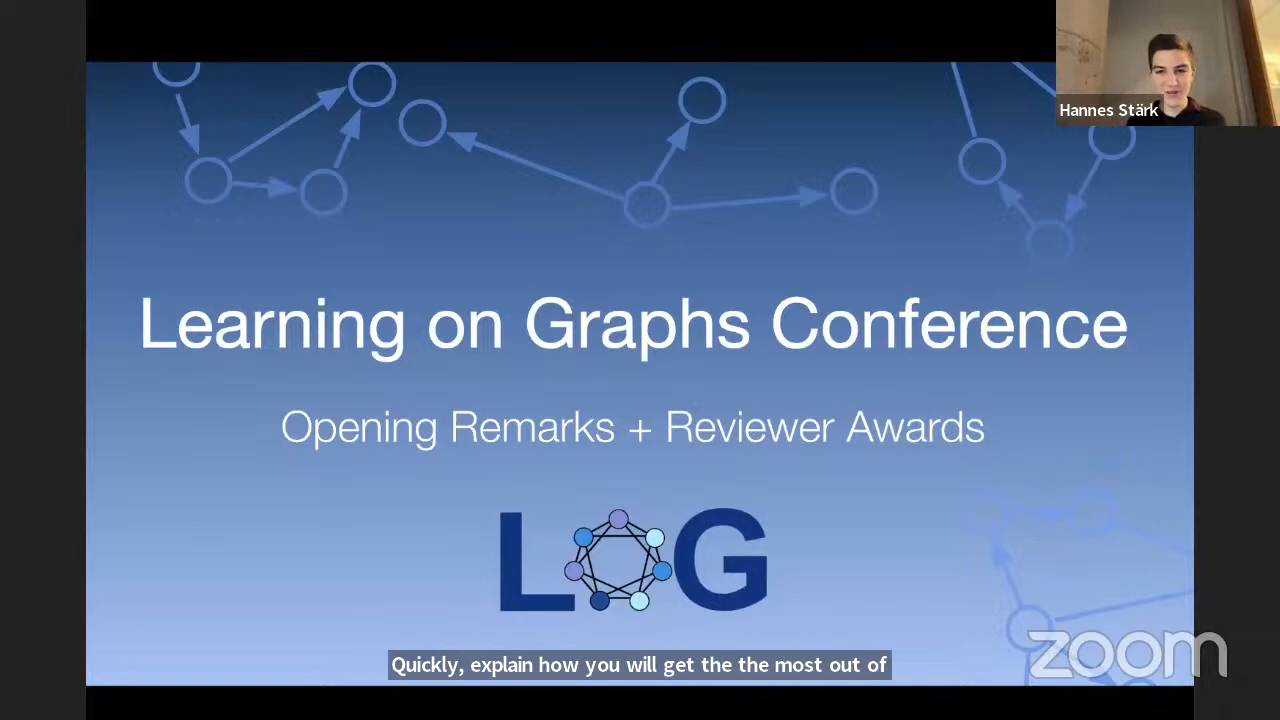 Hannes Stärk
Learning on Graphs Conference
Opening Remarks + Reviewer Awards
LOG
Quickly, explain how you will get the the most out of
zoom